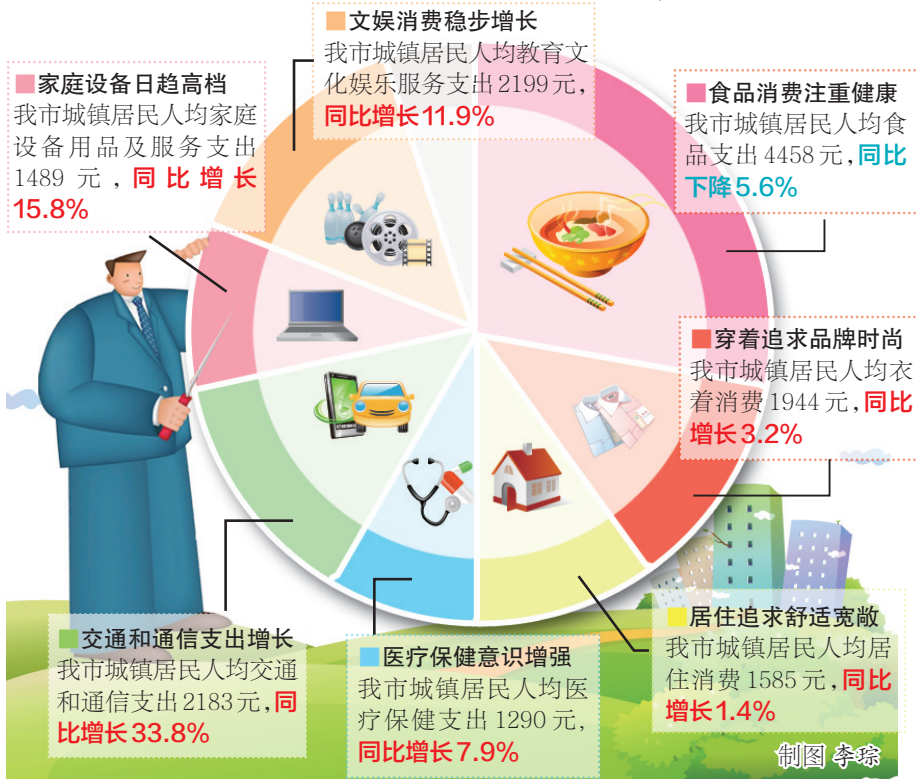 ■文娱消费稳步增长
我市城镇居民人均教育文
化娱乐服务支出2199元，
同比增长11.9%
■家庭设备日趋高档
我市城镇居民人均家庭
设备用品及服务支出
1489元，同比增长
15.8%
■食品消费注重健康
我市城镇居民人均食
品支出4458元，同比
下降5.6%
■穿着追求品牌时尚
我市城镇居民人均衣
着消费1944元，同比
增长3.2%
■居住追求舒适宽敞
我市城镇居民人均居
住消费1585元，同比
增长1.4%
■医疗保健意识增强
我市城镇居民人均医
疗保健支出1290元，
同比增长7.9%
■交通和通信支出增长
我市城镇居民人均交通
和通信支出2183元，同
比增长33.8%
制图 李琮